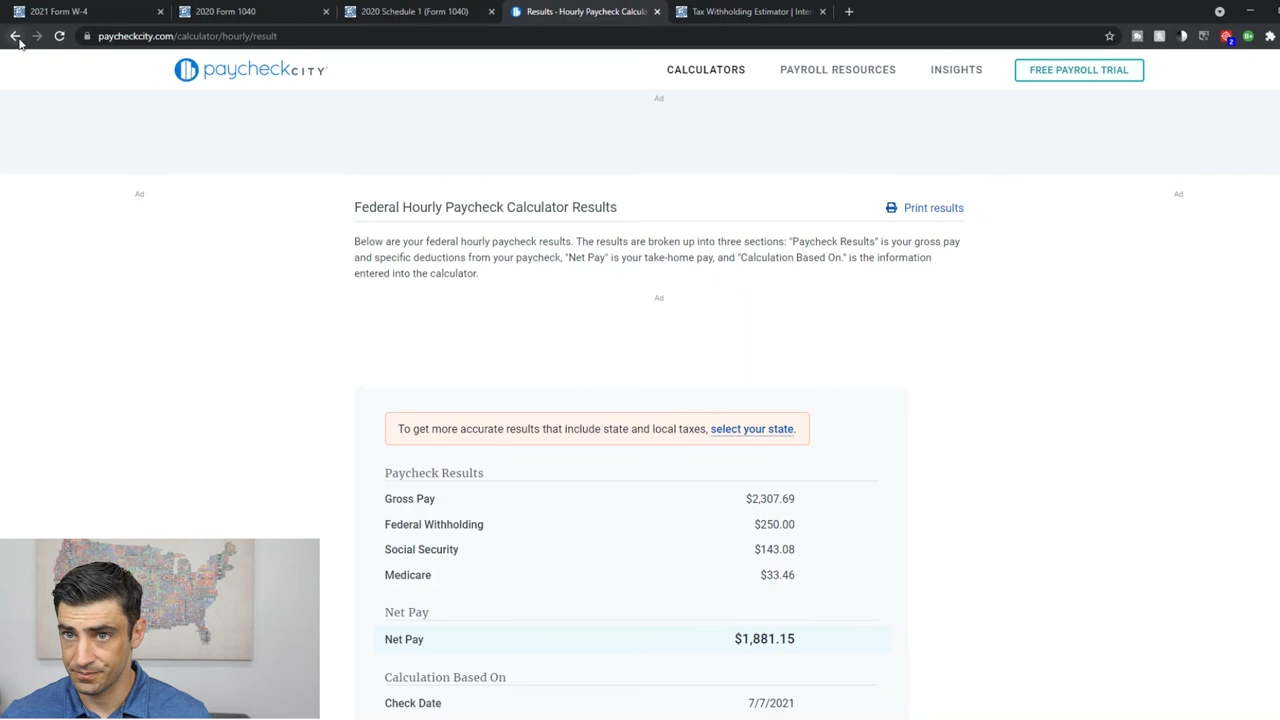 2021 Form W-4
2020 Form 1040
2020 Schedule 1 (Form 1040)
Results - Hourly Paycheck Calcula
Tax Withholding Estimator | Inter
paycheckcity.com/calculator/hourly/result
2
paycheckCITY
CALCULATORS
PAYROLL RESOURCES
INSIGHTS
FREE PAYROLL TRIAL
Ad
Ad
Ad
Federal Hourly Paycheck Calculator Results
Print results
Below are your federal hourly paycheck results. The results are broken up into three sections: "Paycheck Results" is your gross pay
and specific deductions from your paycheck, "Net Pay" is your take-home pay, and "Calculation Based On." is the information
entered into the calculator.
Ad
To get more accurate results that include state and local taxes, select your state.
Paycheck Results
Gross Pay $2,307.69
Federal Withholding $250.00
Social Security $143.08
Medicare $33.46
Net Pay
Net Pay $1,881.15
Calculation Based On
Check Date 7/7/2021